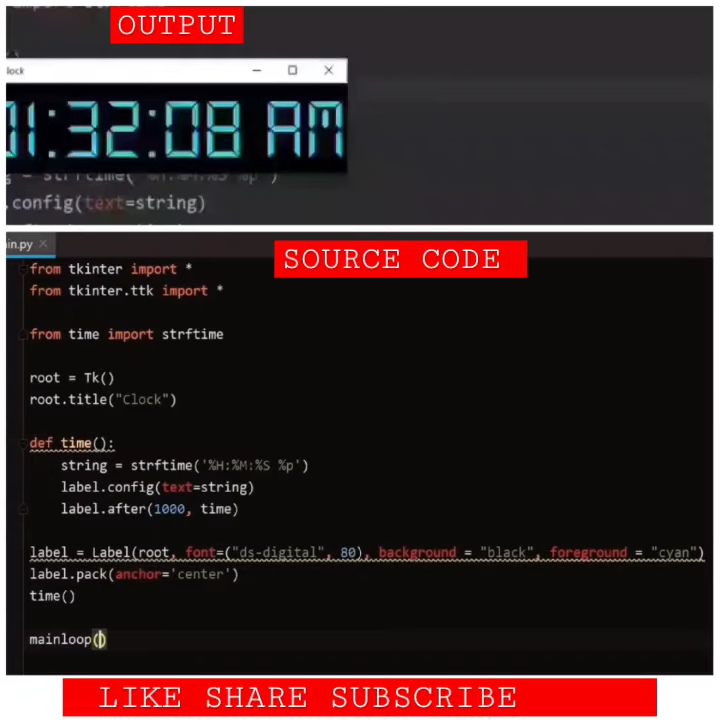 OUTPUT
lock
01:32:08 AM
= strftime('%H:%M:%S %p')
.config(text=string)
in.py
SOURCE CODE
from tkinter import *
from tkinter.ttk import *
from time import strftime
root = Tk()
root.title("Clock")
def time():
string = strftime('%H:%M:%S %p')
label.config(text=string)
label.after(1000, time)
label = Label(root, font=("ds-digital", 80), background = "black", foreground = "cyan")
label.pack(anchor='center')
time()
mainloop()
LIKE SHARE SUBSCRIBE